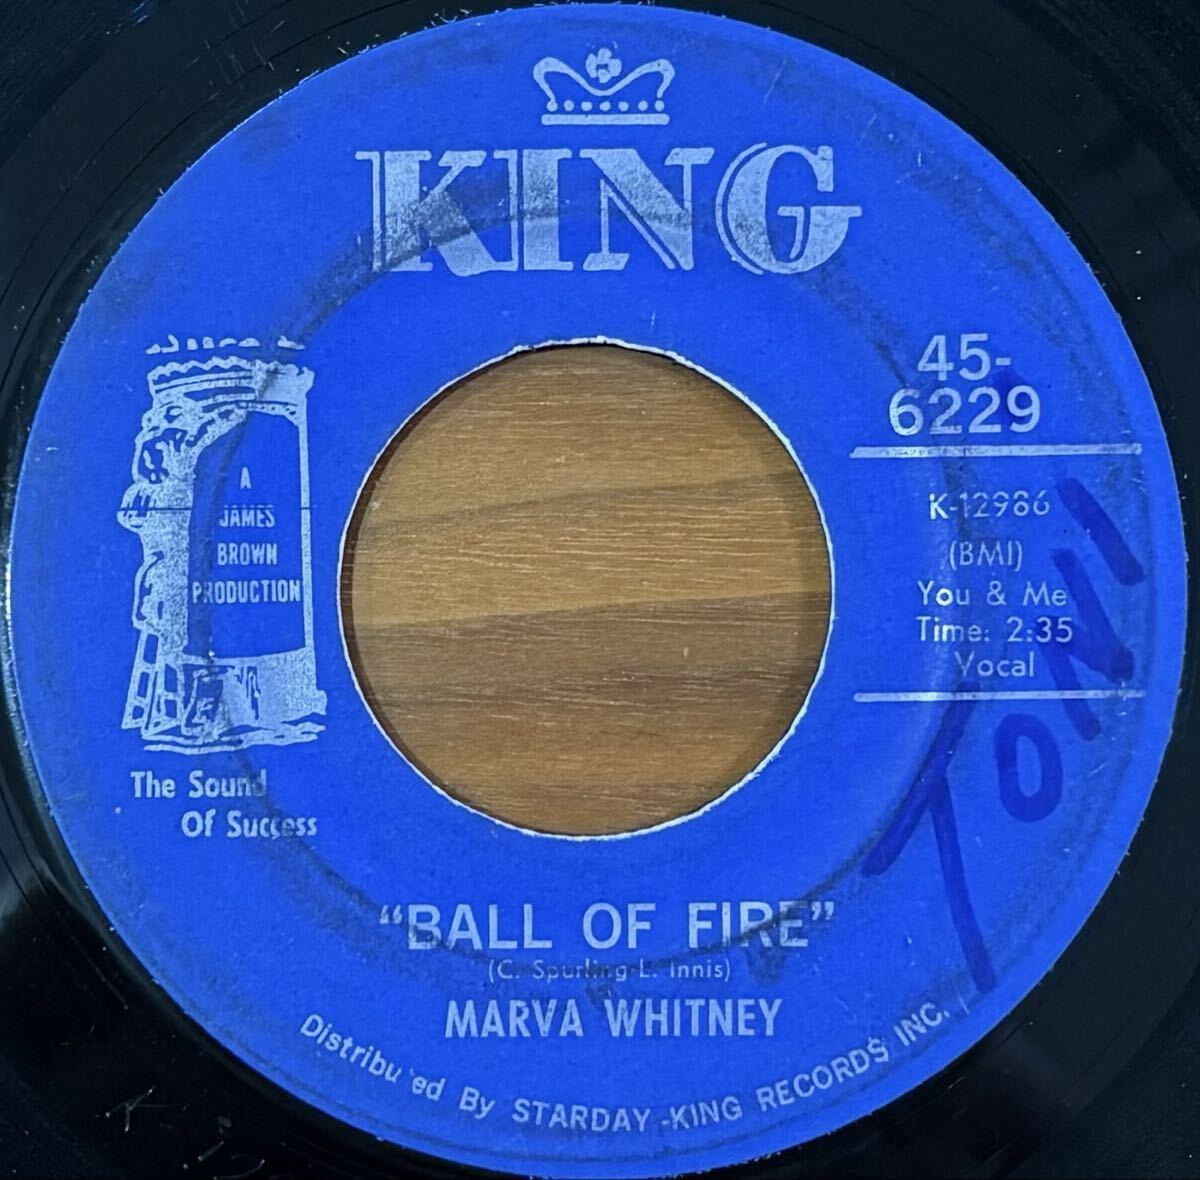 KING
45-
6229
K-12986
(BMI)
You & Me
Time: 2:35
Vocal
A
JAMES
BROWN
PRODUCTION
The Sound
Of Success
TONI
"BALL OF FIRE"
(C. Spurling-L. Innis)
MARVA WHITNEY
Distributed By STARDAY-KING RECORDS INC.